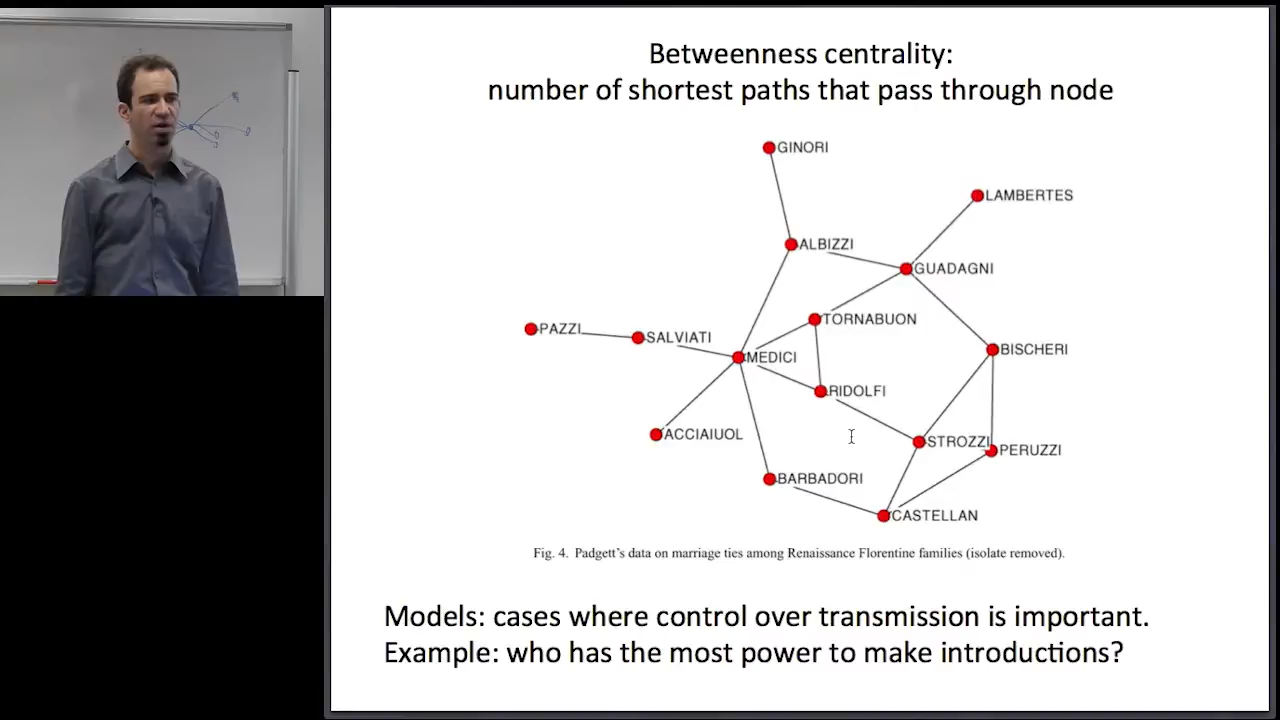 Betweenness centrality:
number of shortest paths that pass through node
GINORI
LAMBERTES
ALBIZZI
GUADAGNI
TORNABUON
PAZZI
SALVIATI
BISCHERI
MEDICI
RIDOLFI
ACCIAIUOL
STROZZI
PERUZZI
BARBADORI
CASTELLAN
Fig. 4. Padgett's data on marriage ties among Renaissance Florentine families (isolate removed).
Models: cases where control over transmission is important.
Example: who has the most power to make introductions?